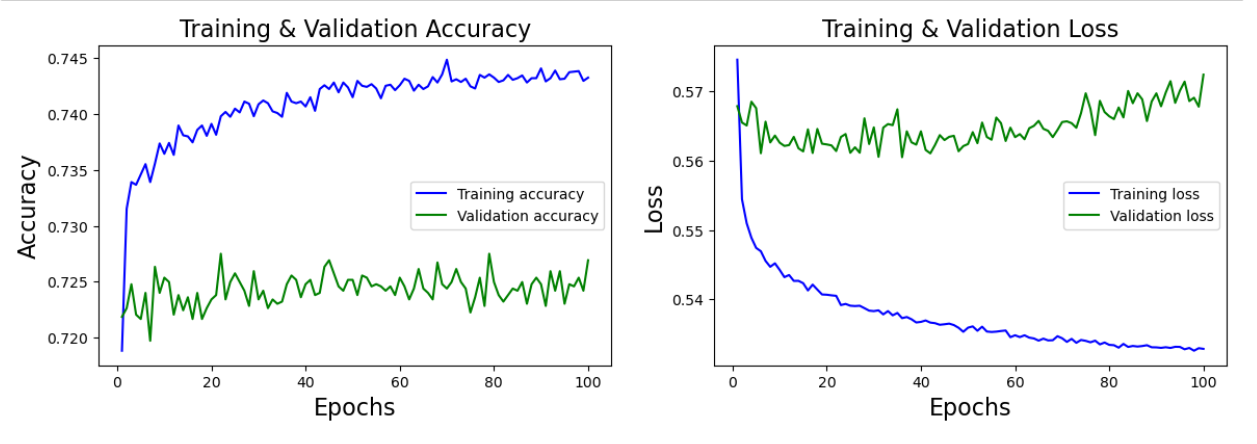 Training & Validation Accuracy
0.745
0.740
0.735
0.730
0.725
0.720
Accuracy
Training accuracy
Validation accuracy
0 20 40 60 80 100
Epochs
Training & Validation Loss
0.57
0.56
0.55
0.54
Loss
Training loss
Validation loss
0 20 40 60 80 100
Epochs